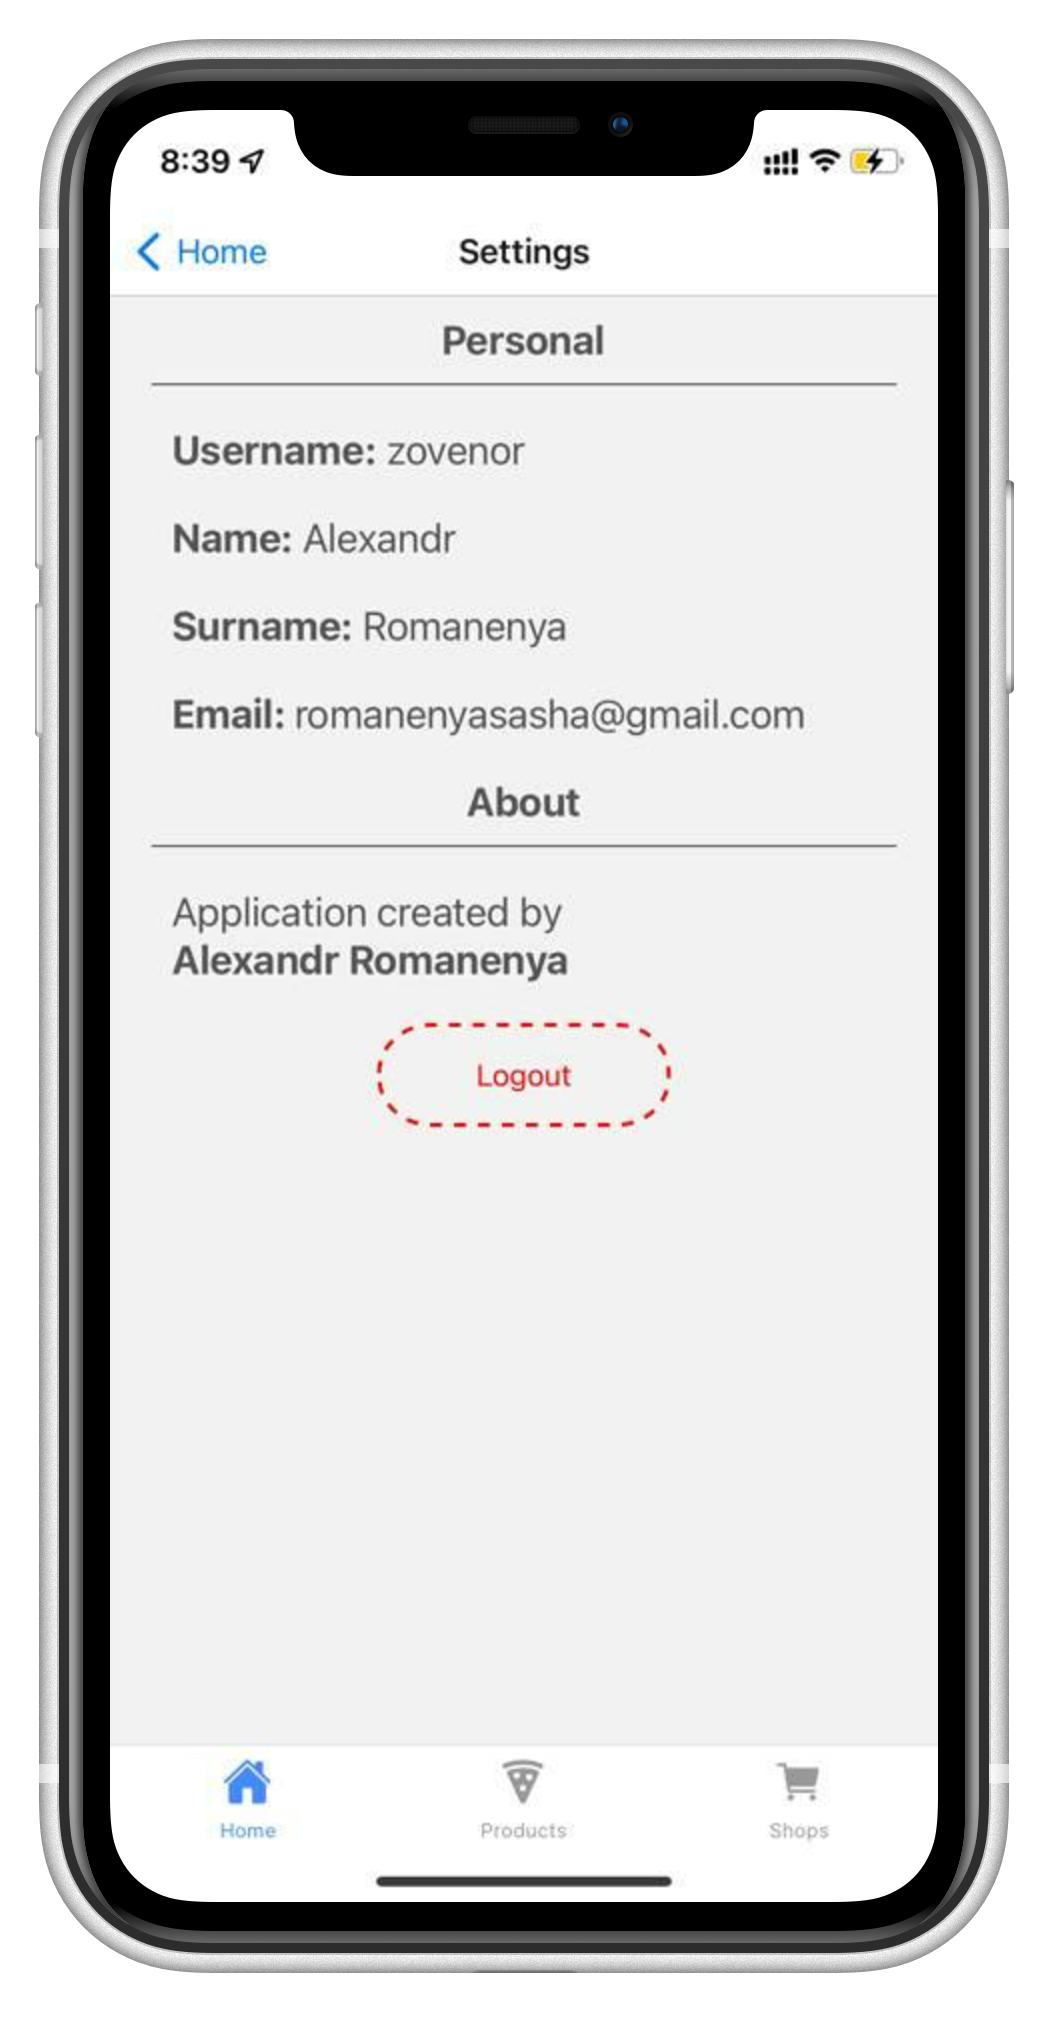 8:39
Home
Settings
Personal
Username: zovenor
Name: Alexandr
Surname: Romanenya
Email: romanenyasasha@gmail.com
About
Application created by
Alexandr Romanenya
Logout
Home
Products
Shops